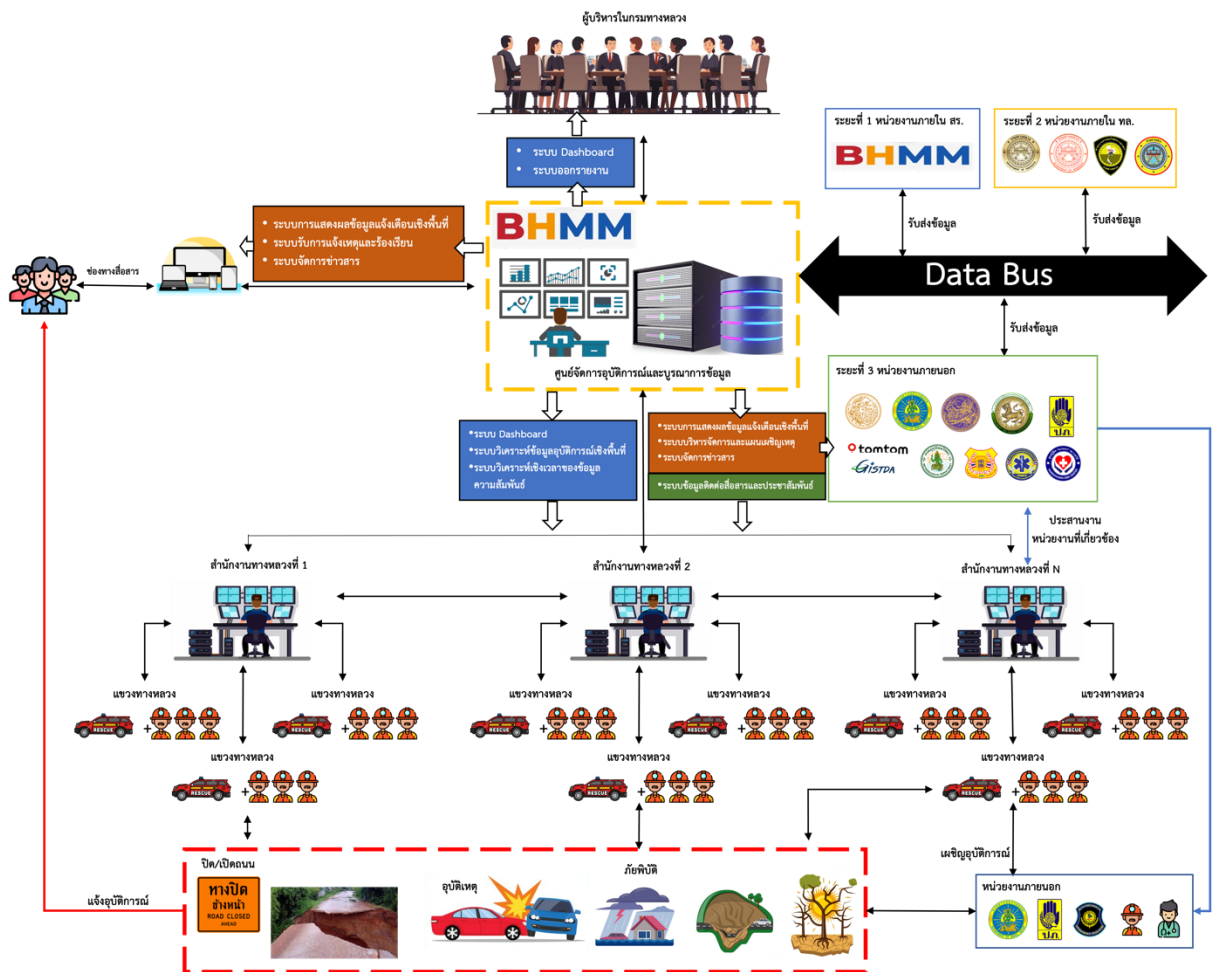 ผู้บริหารในกรมทางหลวง
• ระบบ Dashboard
• ระบบออกรายงาน
ระยะที่ 1 หน่วยงานภายใน สร.
BHMM
ระยะที่ 2 หน่วยงานภายใน ทล.
รับส่งข้อมูล
รับส่งข้อมูล
• ระบบการแสดงผลข้อมูลแจ้งเตือนเชิงพื้นที่
• ระบบรับการแจ้งเหตุและร้องเรียน
• ระบบจัดการข่าวสาร
BHMM
ช่องทางสื่อสาร
Data Bus
รับส่งข้อมูล
ศูนย์จัดการอุบัติการณ์และบูรณาการข้อมูล
ระยะที่ 3 หน่วยงานภายนอก
ปภ
tomtom
GISTDA
•ระบบ Dashboard
•ระบบวิเคราะห์ข้อมูลอุบัติการณ์เชิงพื้นที่
•ระบบวิเคราะห์เชิงเวลาของข้อมูล
ความสัมพันธ์
•ระบบการแสดงผลข้อมูลแจ้งเตือนเชิงพื้นที่
•ระบบบริหารจัดการและแผนเผชิญเหตุ
•ระบบจัดการข่าวสาร
•ระบบข้อมูลติดต่อสื่อสารและประชาสัมพันธ์
ประสานงาน
หน่วยงานที่เกี่ยวข้อง
สำนักงานทางหลวงที่ 1
สำนักงานทางหลวงที่ 2
สำนักงานทางหลวงที่ N
แขวงทางหลวง
แขวงทางหลวง
แขวงทางหลวง
แขวงทางหลวง
แขวงทางหลวง
แขวงทางหลวง
RESCUE +
RESCUE +
RESCUE +
RESCUE +
RESCUE +
RESCUE +
แขวงทางหลวง
แขวงทางหลวง
แขวงทางหลวง
RESCUE +
RESCUE +
RESCUE +
เผชิญอุบัติการณ์
แจ้งอุบัติการณ์
ปิด/เปิดถนน
ทางปิด
ข้างหน้า
ROAD CLOSED
AHEAD
อุบัติเหตุ
ภัยพิบัติ
หน่วยงานภายนอก
ปภ